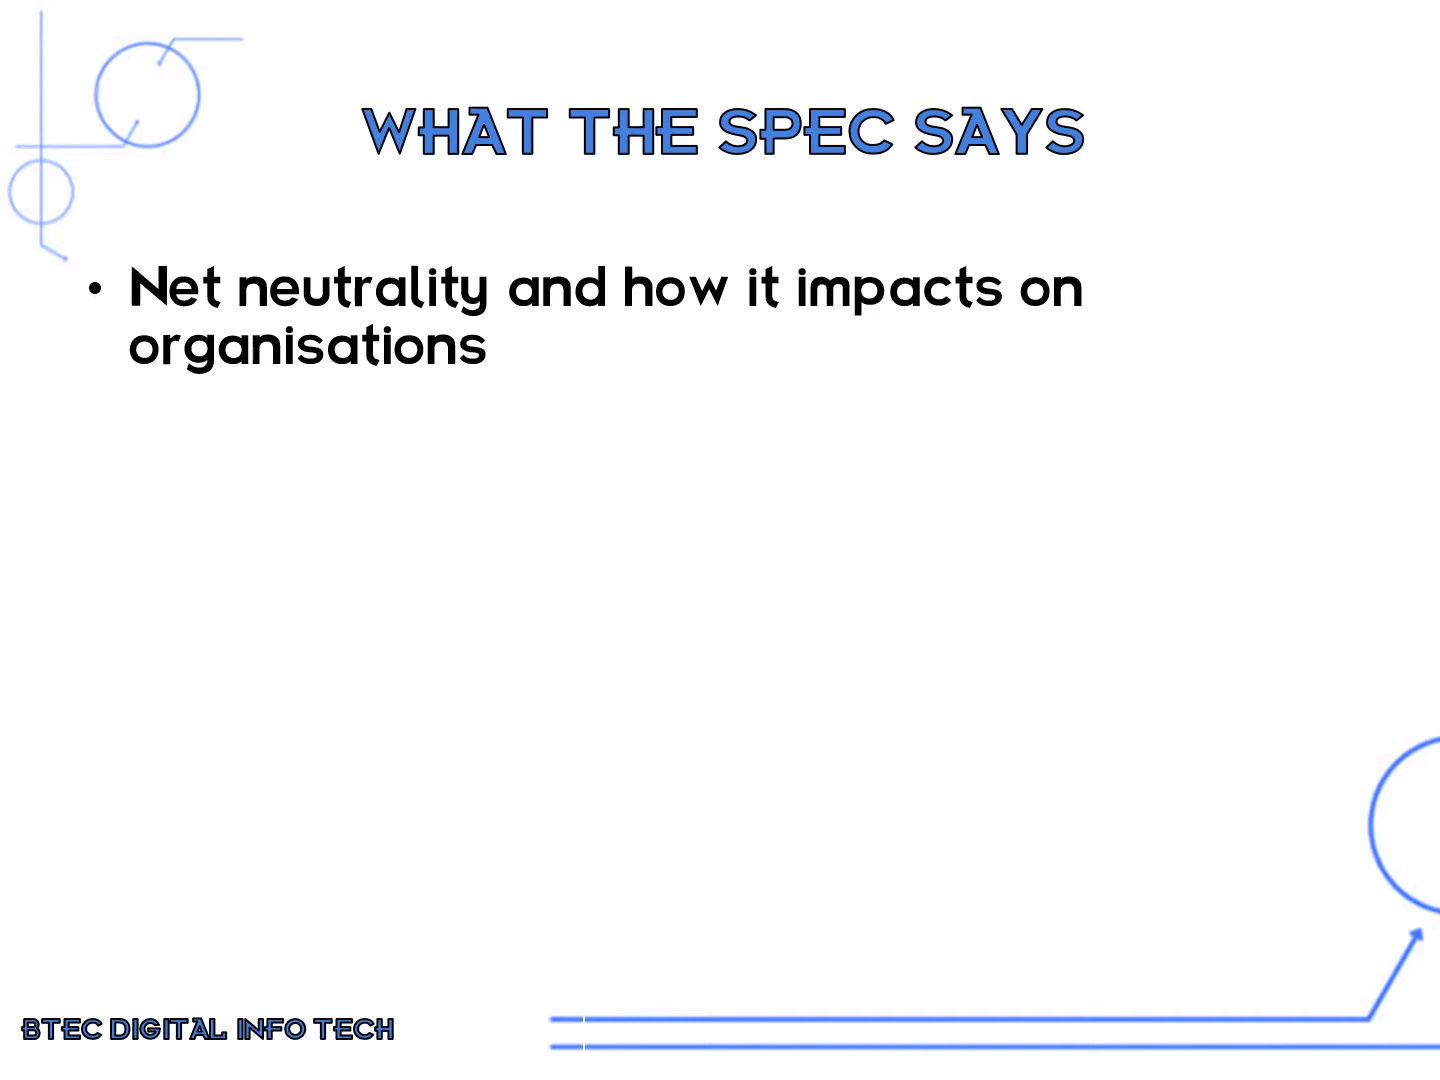 WHAT THE SPEC SAYS
• Net neutrality and how it impacts on
organisations
BTEC DIGITAL INFO TECH